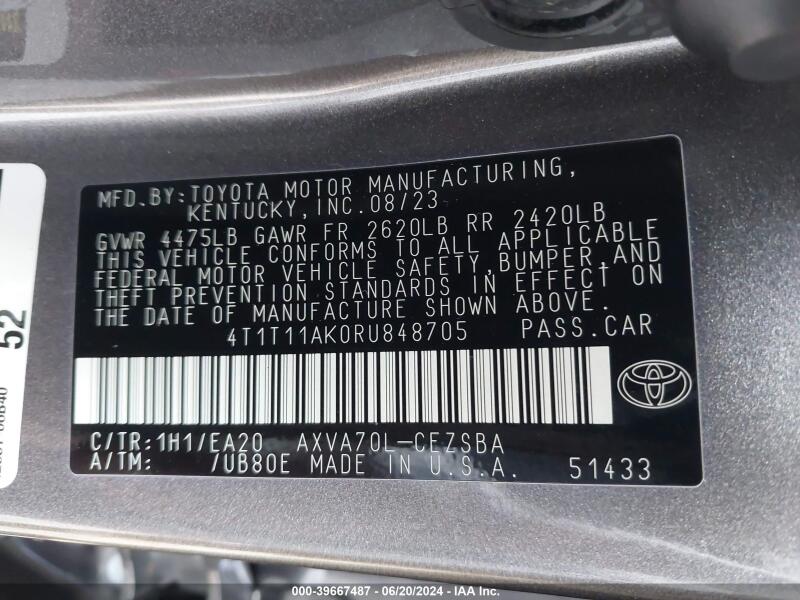 MFD.BY:TOYOTA MOTOR MANUFACTURING,
KENTUCKY,INC.08/23
GVWR 4475LB GAWR FR 2620LB RR 2420LB
THIS VEHICLE CONFORMS TO ALL APPLICABLE
FEDERAL MOTOR VEHICLE SAFETY,BUMPER,AND
THEFT PREVENTION STANDARDS IN EFFECT ON
THE DATE OF MANUFACTURE SHOWN ABOVE.
4T1T11AK0RU848705 PASS.CAR
C/TR:1H1/EA20 AXVA70L-CEZSBA
A/TM: /UB80E MADE IN U.S.A. 51433
52
000-39667487 - 06/20/2024 - IAA Inc.